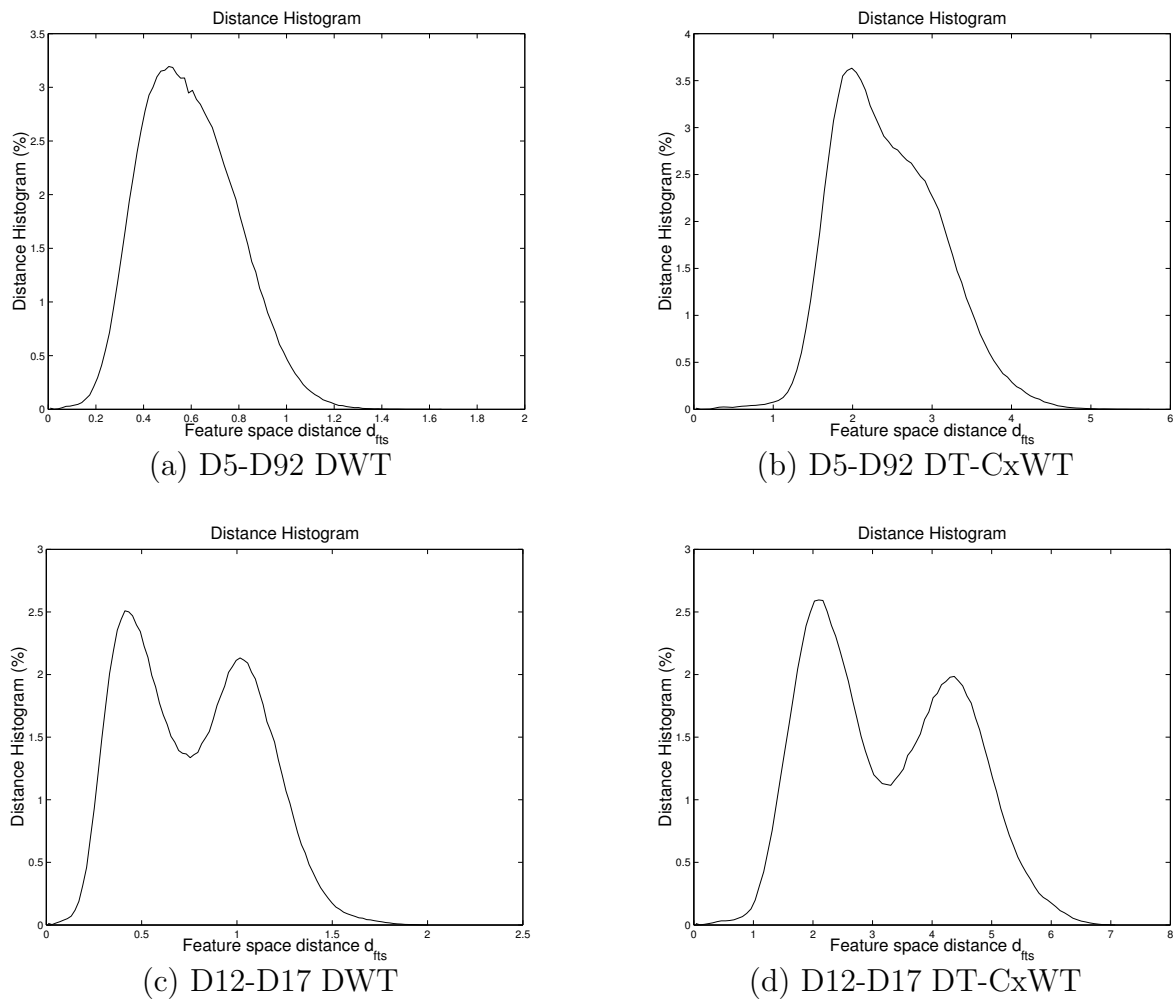 Distance Histogram
Distance Histogram (%)
3.5
3
2.5
2
1.5
1
0.5
0
0 0.2 0.4 0.6 0.8 1 1.2 1.4 1.6 1.8 2
Feature space distance d_fts
(a) D5-D92 DWT
Distance Histogram
Distance Histogram (%)
4
3.5
3
2.5
2
1.5
1
0.5
0
0 1 2 3 4 5 6
Feature space distance d_fts
(b) D5-D92 DT-CxWT
Distance Histogram
Distance Histogram (%)
3
2.5
2
1.5
1
0.5
0
0 0.5 1 1.5 2 2.5
Feature space distance d_fts
(c) D12-D17 DWT
Distance Histogram
Distance Histogram (%)
3
2.5
2
1.5
1
0.5
0
0 1 2 3 4 5 6 7 8
Feature space distance d_fts
(d) D12-D17 DT-CxWT